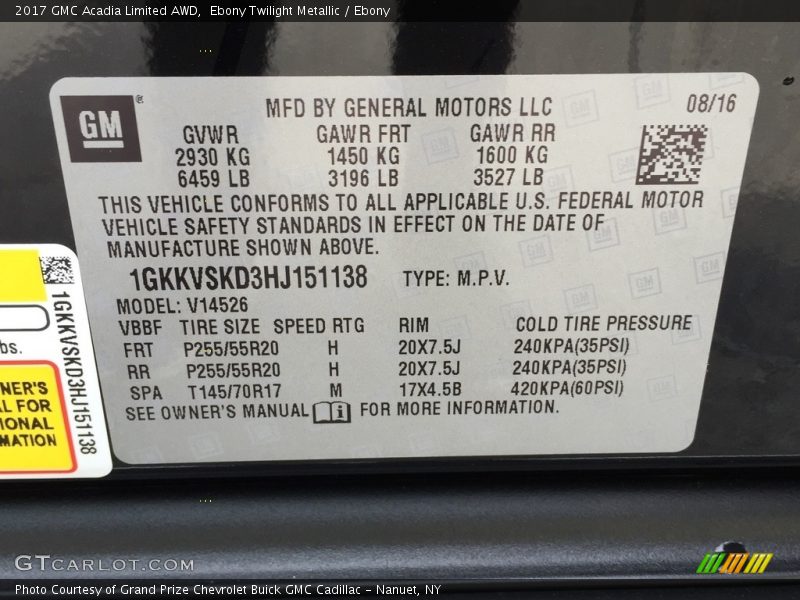 2017 GMC Acadia Limited AWD,  Ebony Twilight Metallic / Ebony
GM ®
MFD BY GENERAL MOTORS LLC 08/16
GVWR GAWR FRT GAWR RR
2930 KG 1450 KG 1600 KG
6459 LB 3196 LB 3527 LB
THIS VEHICLE CONFORMS TO ALL APPLICABLE U.S. FEDERAL MOTOR
VEHICLE SAFETY STANDARDS IN EFFECT ON THE DATE OF
MANUFACTURE SHOWN ABOVE.
1GKKVSKD3HJ151138 TYPE: M.P.V.
MODEL: V14526
VBBF TIRE SIZE SPEED RTG RIM COLD TIRE PRESSURE
FRT P255/55R20 H 20X7.5J 240KPA(35PSI)
RR P255/55R20 H 20X7.5J 240KPA(35PSI)
SPA T145/70R17 M 17X4.5B 420KPA(60PSI)
SEE OWNER'S MANUAL i FOR MORE INFORMATION.
1GKKVSKD3HJ151138
bs.
NER'S
AL FOR
IONAL
MATION
GTCARLOT.COM
Photo Courtesy of Grand Prize Chevrolet Buick GMC Cadillac – Nanuet, NY